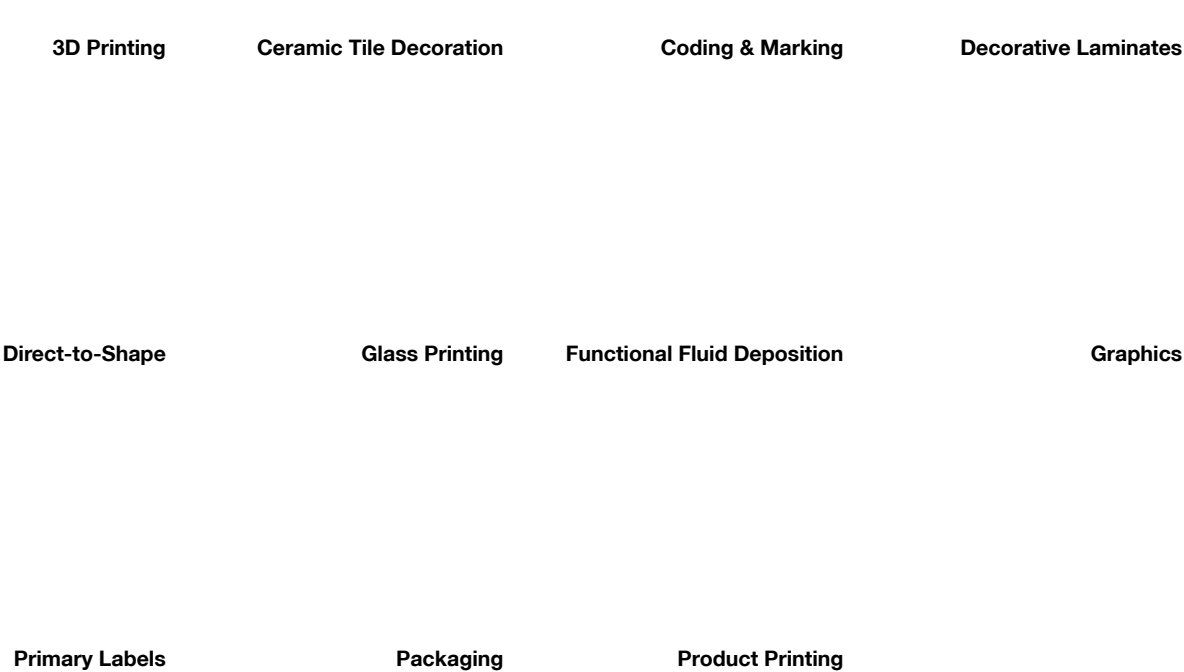 3D Printing
Ceramic Tile Decoration
Coding & Marking
Decorative Laminates
Direct-to-Shape
Glass Printing
Functional Fluid Deposition
Graphics
Primary Labels
Packaging
Product Printing